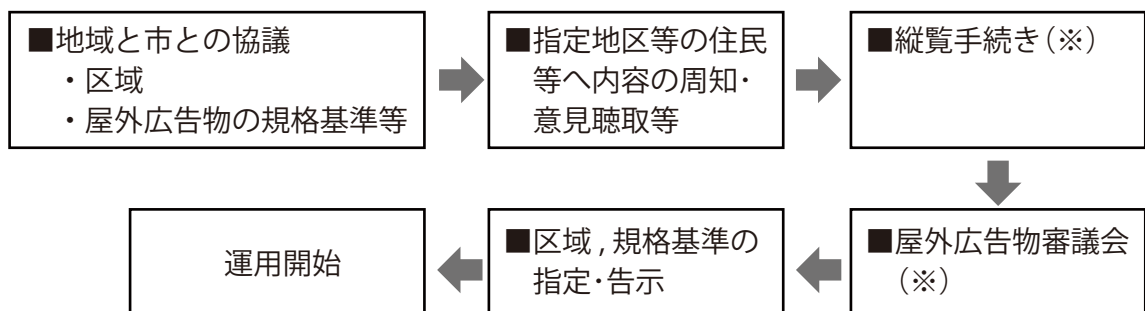 ■地域と市との協議
・区域
・屋外広告物の規格基準等
■指定地区等の住民
等へ内容の周知・
意見聴取等
■縦覧手続き(※)
■屋外広告物審議会
(※)
■区域,規格基準の
指定・告示
運用開始